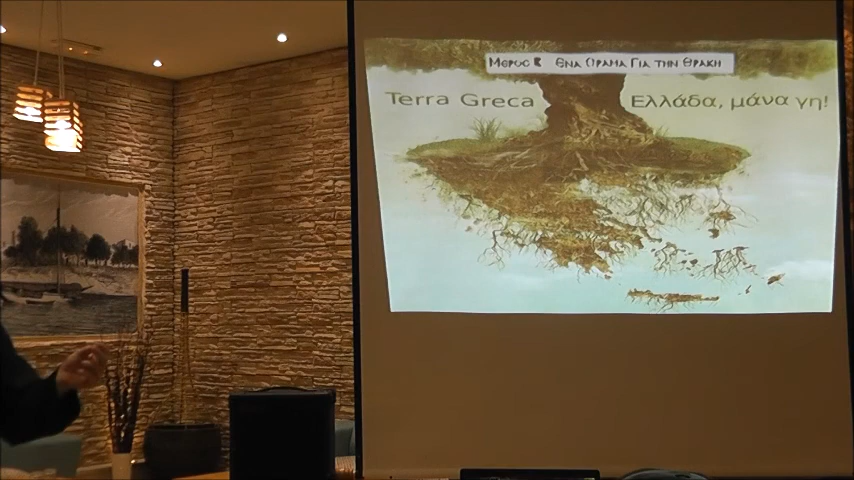 Μερος Β Ενα Οραμα Για την Θρακη
Terra Greca
Ελλάδα, μάνα γη!